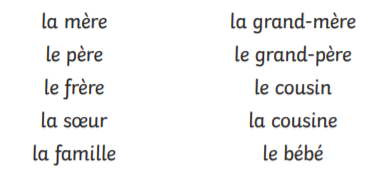 la mère
le père
le frère
la sœur
la famille
la grand-mère
le grand-père
le cousin
la cousine
le bébé